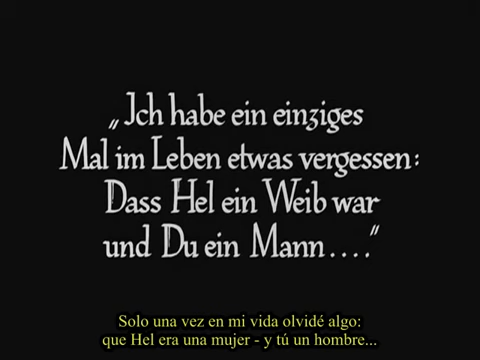 „Ich habe ein einziges
Mal im Leben etwas vergessen:
Dass Hel ein Weib war
und Du ein Mann....“
Solo una vez en mi vida olvidé algo:
que Hel era una mujer - y tú un hombre...